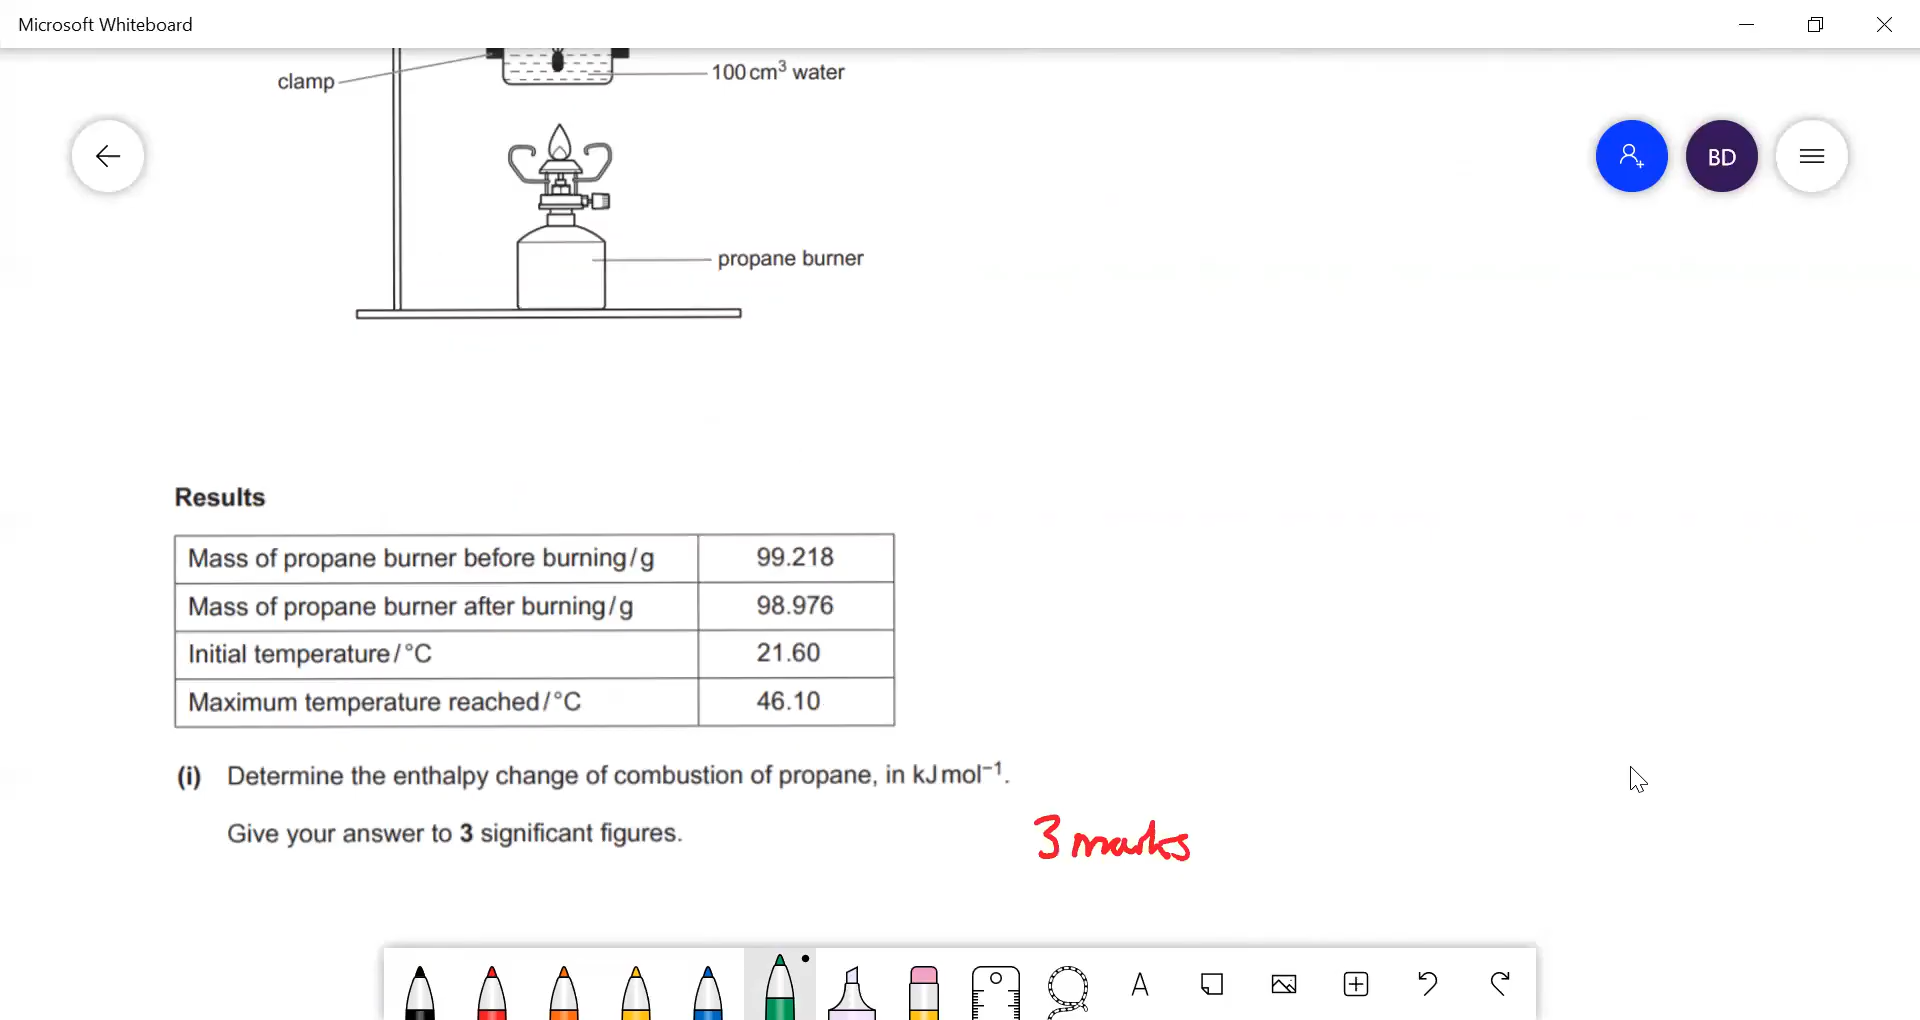 Microsoft Whiteboard
clamp
100 cm³ water
BD
propane burner
Results
Mass of propane burner before burning/g 99.218
Mass of propane burner after burning/g 98.976
Initial temperature/°C 21.60
Maximum temperature reached/°C 46.10
(i) Determine the enthalpy change of combustion of propane, in kJ mol⁻¹.
Give your answer to 3 significant figures.
3 marks
A